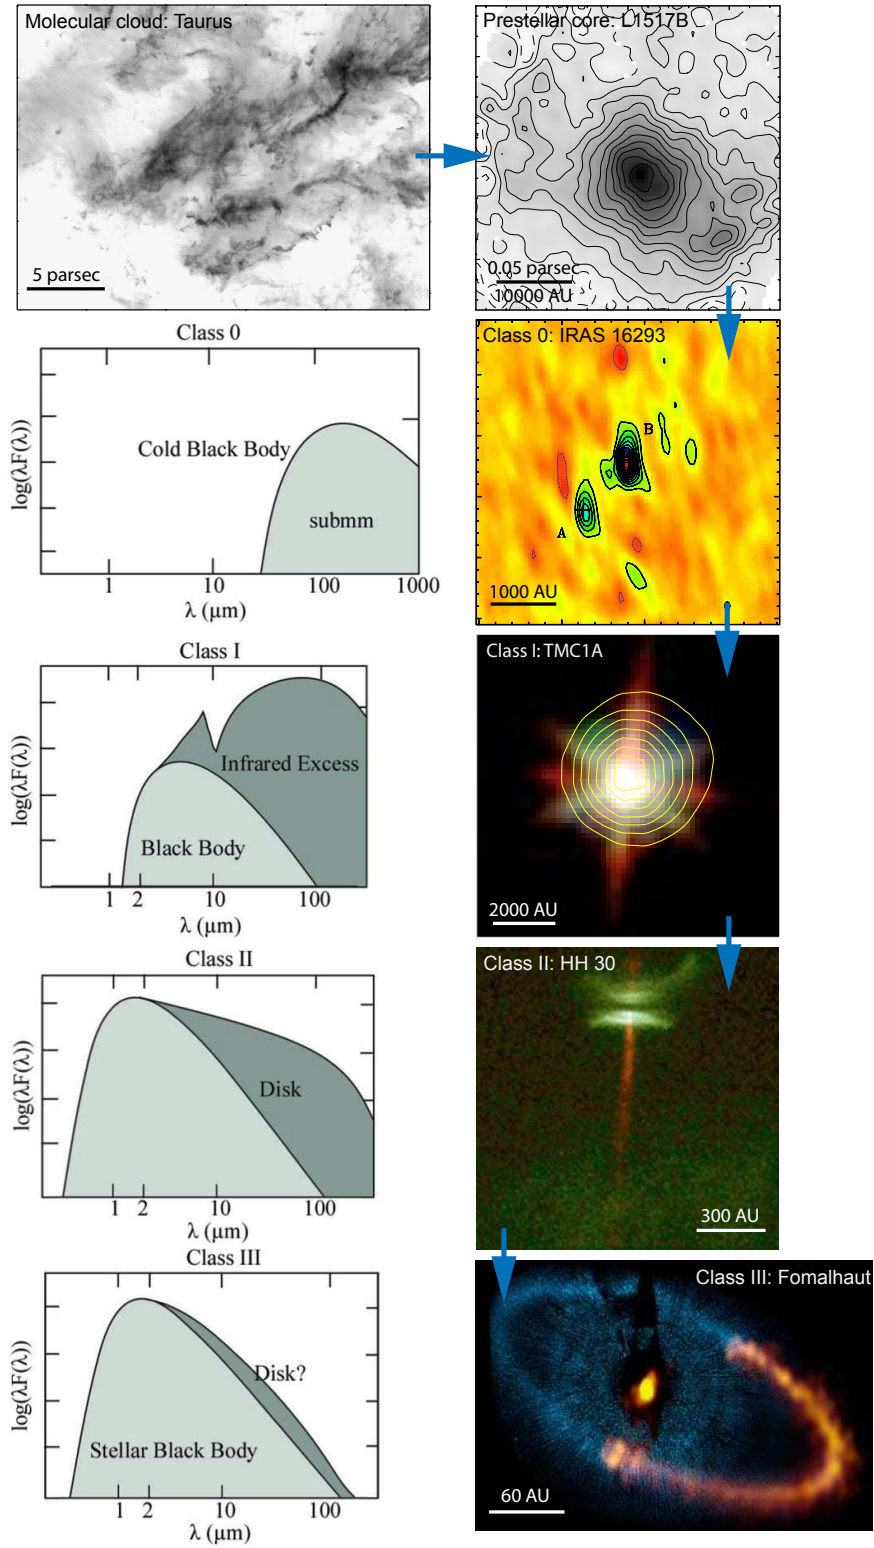 Molecular cloud: Taurus
5 parsec
Prestellar core: L1517B
0.05 parsec
10000 AU
Class 0
log(λF(λ))
Cold Black Body
submm
1
10
100
1000
λ (μm)
Class 0: IRAS 16293
B
A
1000 AU
Class I
log(λF(λ))
Infrared Excess
Black Body
1
2
10
100
λ (μm)
Class I: TMC1A
2000 AU
Class II
log(λF(λ))
Disk
1
2
10
100
λ (μm)
Class II: HH 30
300 AU
Class III
log(λF(λ))
Disk?
Stellar Black Body
1
2
10
100
λ (μm)
Class III: Fomalhaut
60 AU